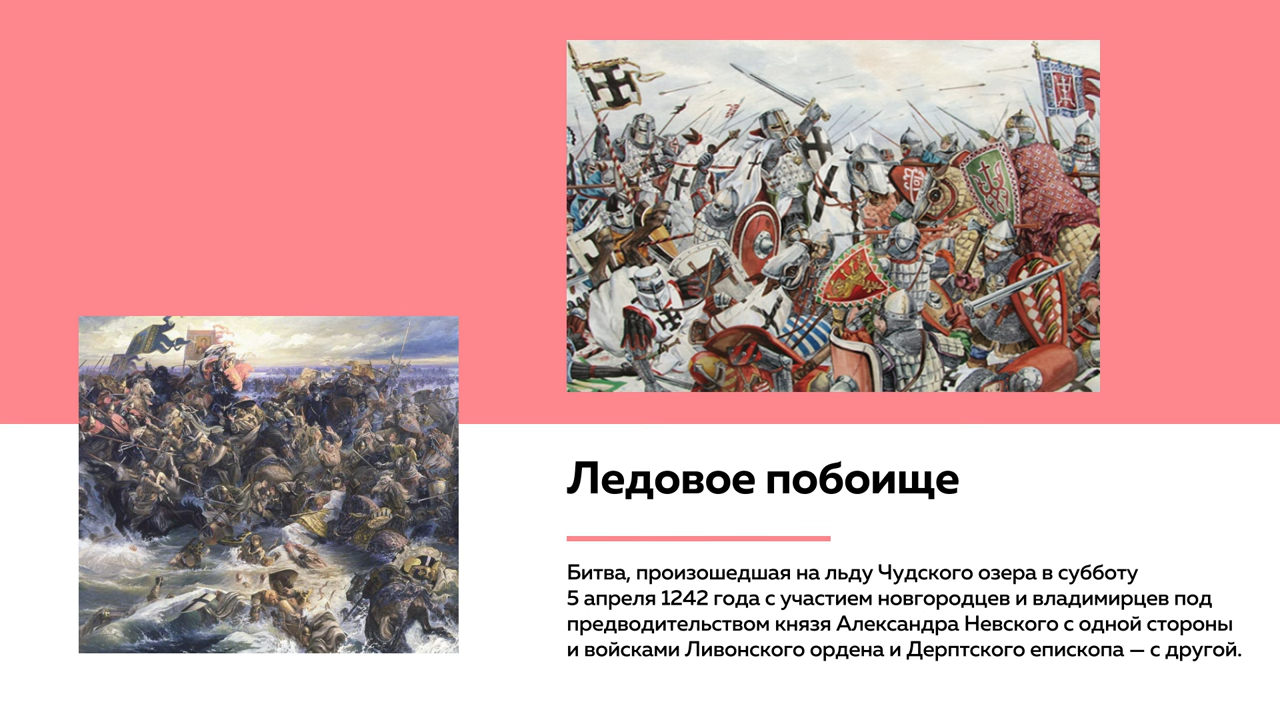 Ледовое побоище
Битва, произошедшая на льду Чудского озера в субботу
5 апреля 1242 года с участием новгородцев и владимирцев под
предводительством князя Александра Невского с одной стороны
и войсками Ливонского ордена и Дерптского епископа — с другой.